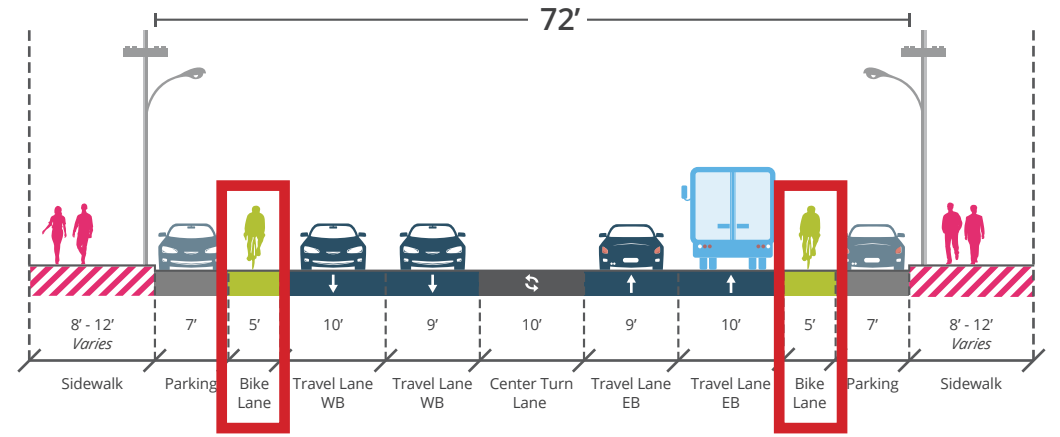 72’
8’ - 12’
Varies
7’
5’
10’
9’
10’
9’
10’
5’
7’
8’ - 12’
Varies
Sidewalk
Parking
Bike
Lane
Travel Lane
WB
Travel Lane
WB
Center Turn
Lane
Travel Lane
EB
Travel Lane
EB
Bike
Lane
Parking
Sidewalk